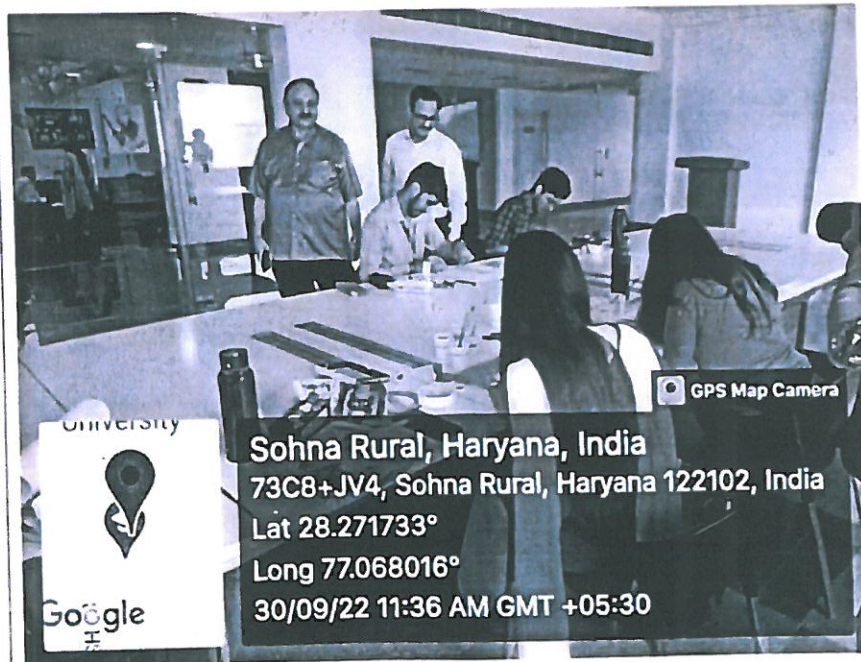 GPS Map Camera
University
Google
SH
Sohna Rural, Haryana, India
73C8+JV4, Sohna Rural, Haryana 122102, India
Lat 28.271733°
Long 77.068016°
30/09/22 11:36 AM GMT +05:30